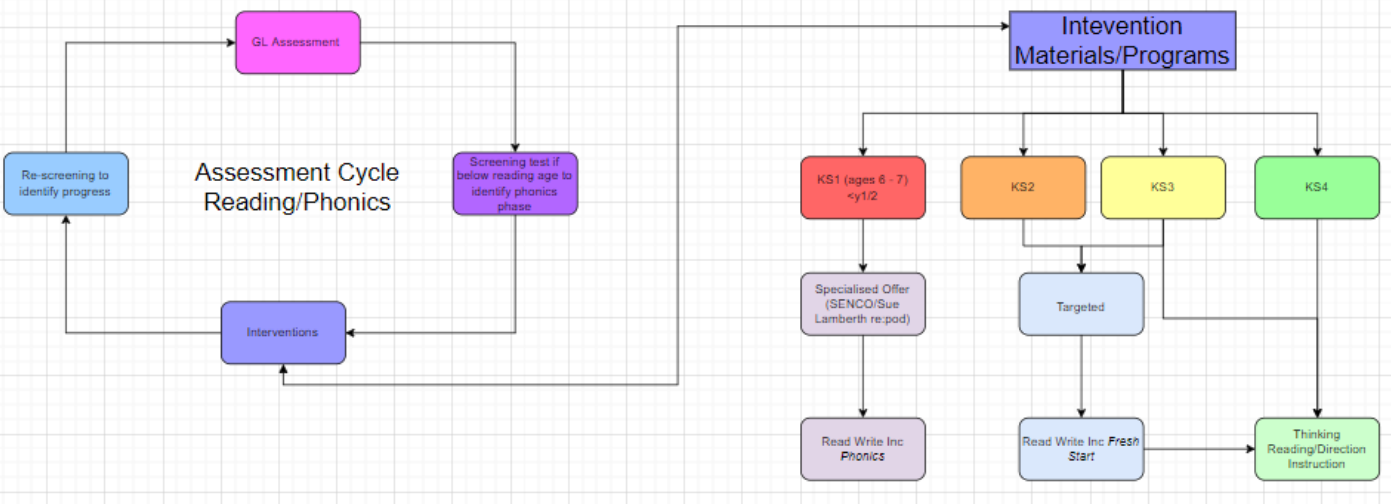 GL Assessment
Intevention
Materials/Programs
Re-screening to
identify progress
Assessment Cycle
Reading/Phonics
Screening test if
below reading age to
identify phonics
phase
KS1 (ages 6 - 7)
<y1/2
KS2
KS3
KS4
Interventions
Specialised Offer
(SENCO/Sue
Lamberth re:pod)
Targeted
Read Write Inc
Phonics
Read Write Inc Fresh
Start
Thinking
Reading/Direction
Instruction